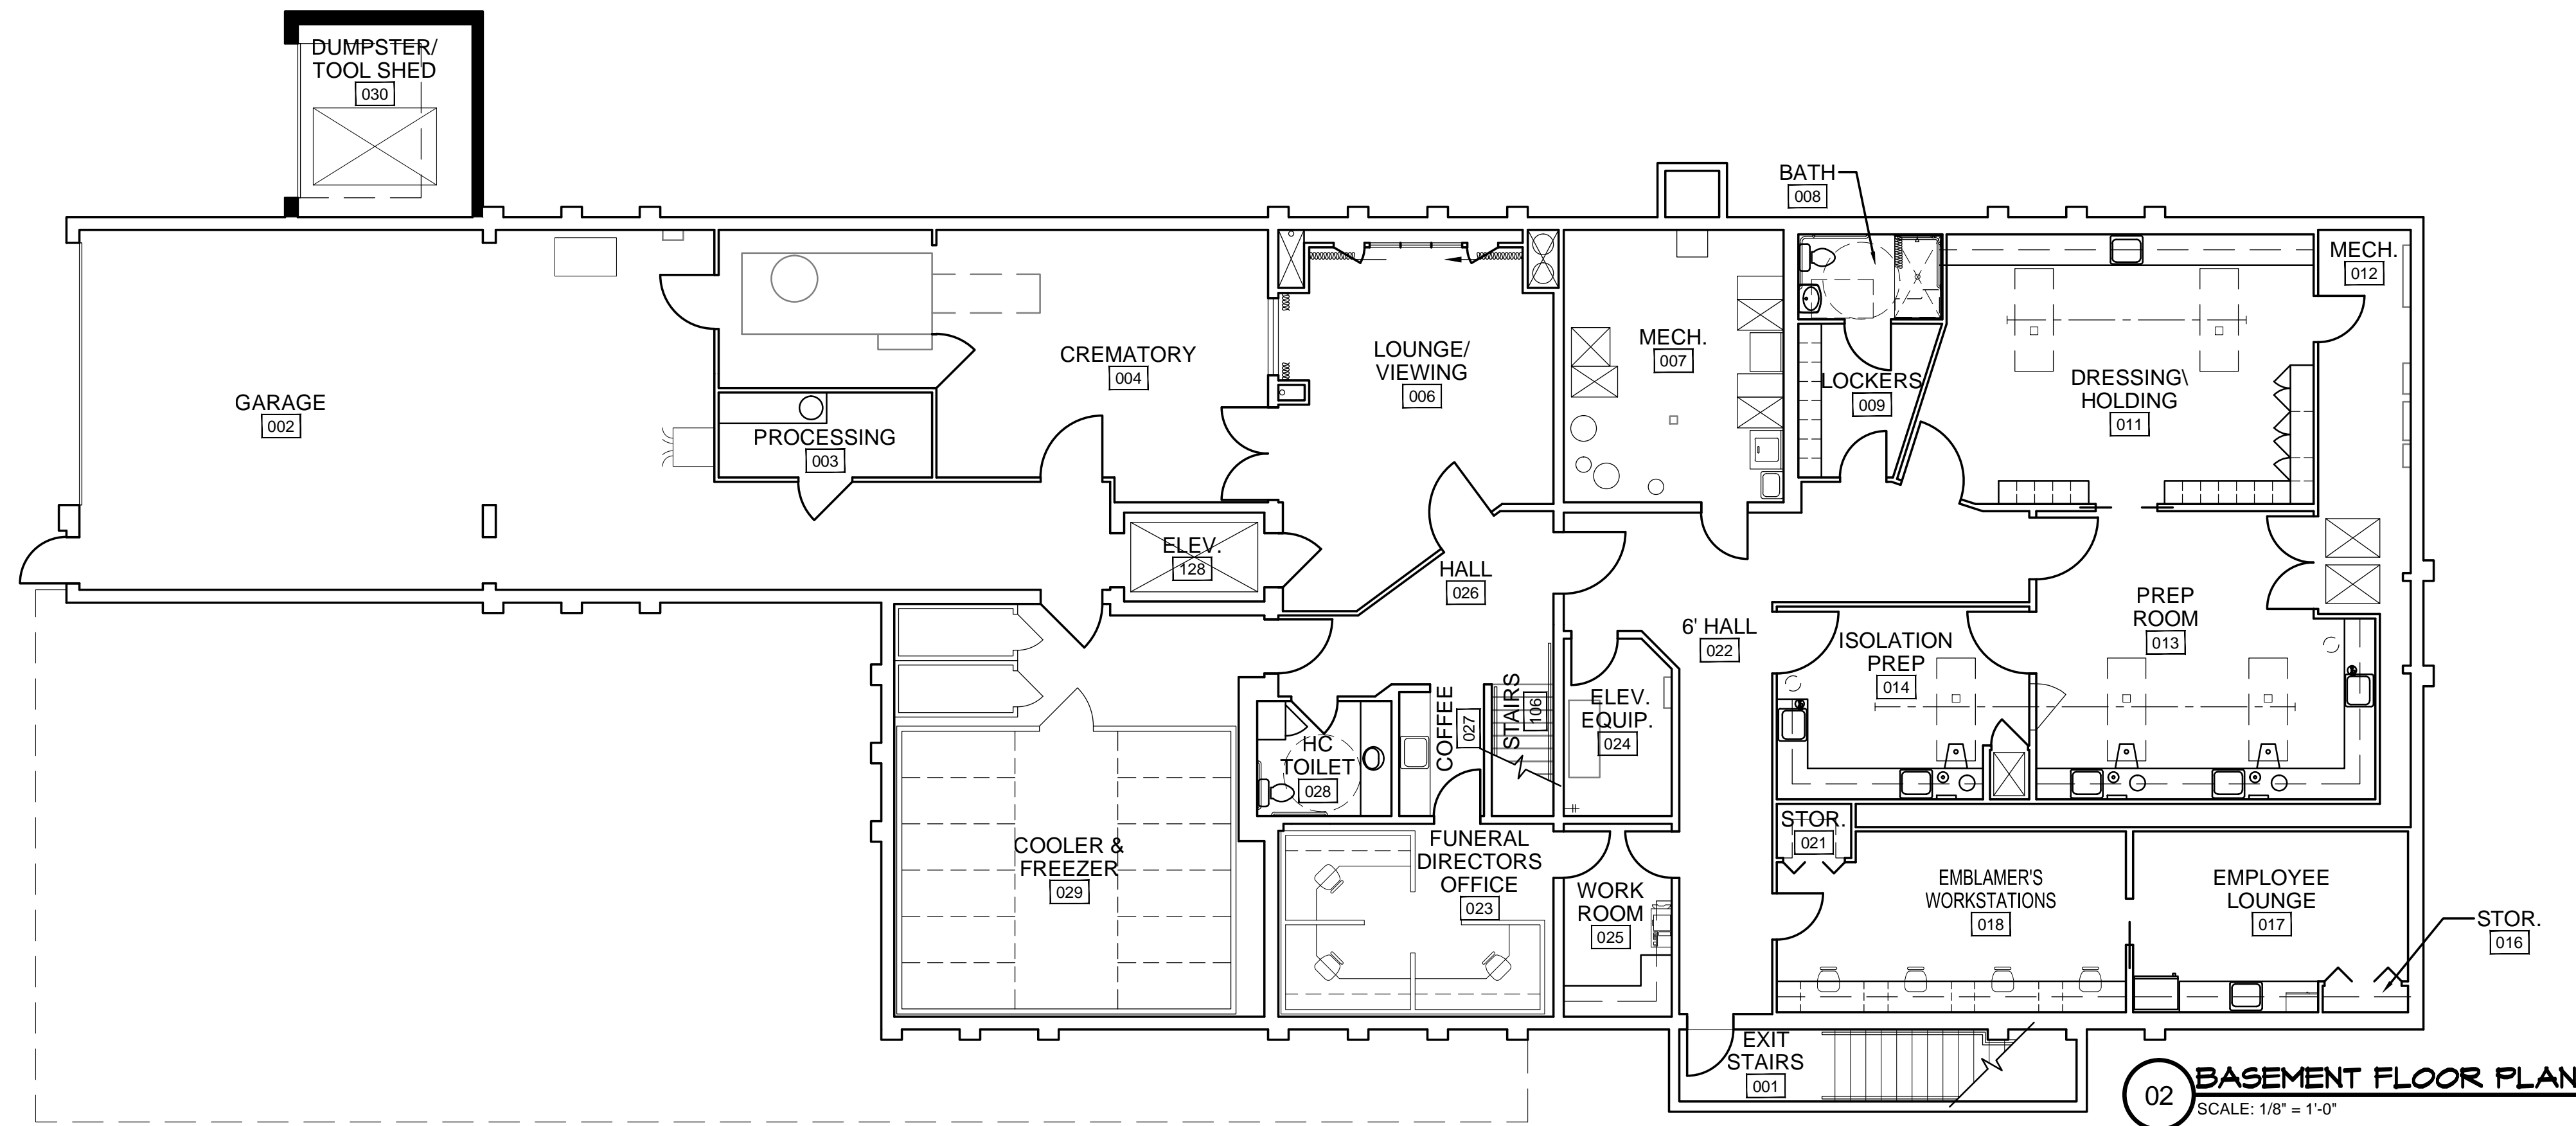 DUMPSTER/
TOOL SHED
030
BATH
008
MECH.
012
GARAGE
002
CREMATORY
004
PROCESSING
003
LOUNGE/
VIEWING
006
MECH.
007
LOCKERS
009
DRESSING\
HOLDING
011
ELEV.
128
HALL
026
6' HALL
022
ISOLATION
PREP
014
PREP
ROOM
013
HC
TOILET
028
COFFEE
027
STAIRS
106
ELEV.
EQUIP.
024
COOLER &
FREEZER
029
FUNERAL
DIRECTORS
OFFICE
023
WORK
ROOM
025
STOR.
021
EMBLAMER'S
WORKSTATIONS
018
EMPLOYEE
LOUNGE
017
STOR.
016
EXIT
STAIRS
001
02
BASEMENT FLOOR PLAN
SCALE: 1/8" = 1'-0"